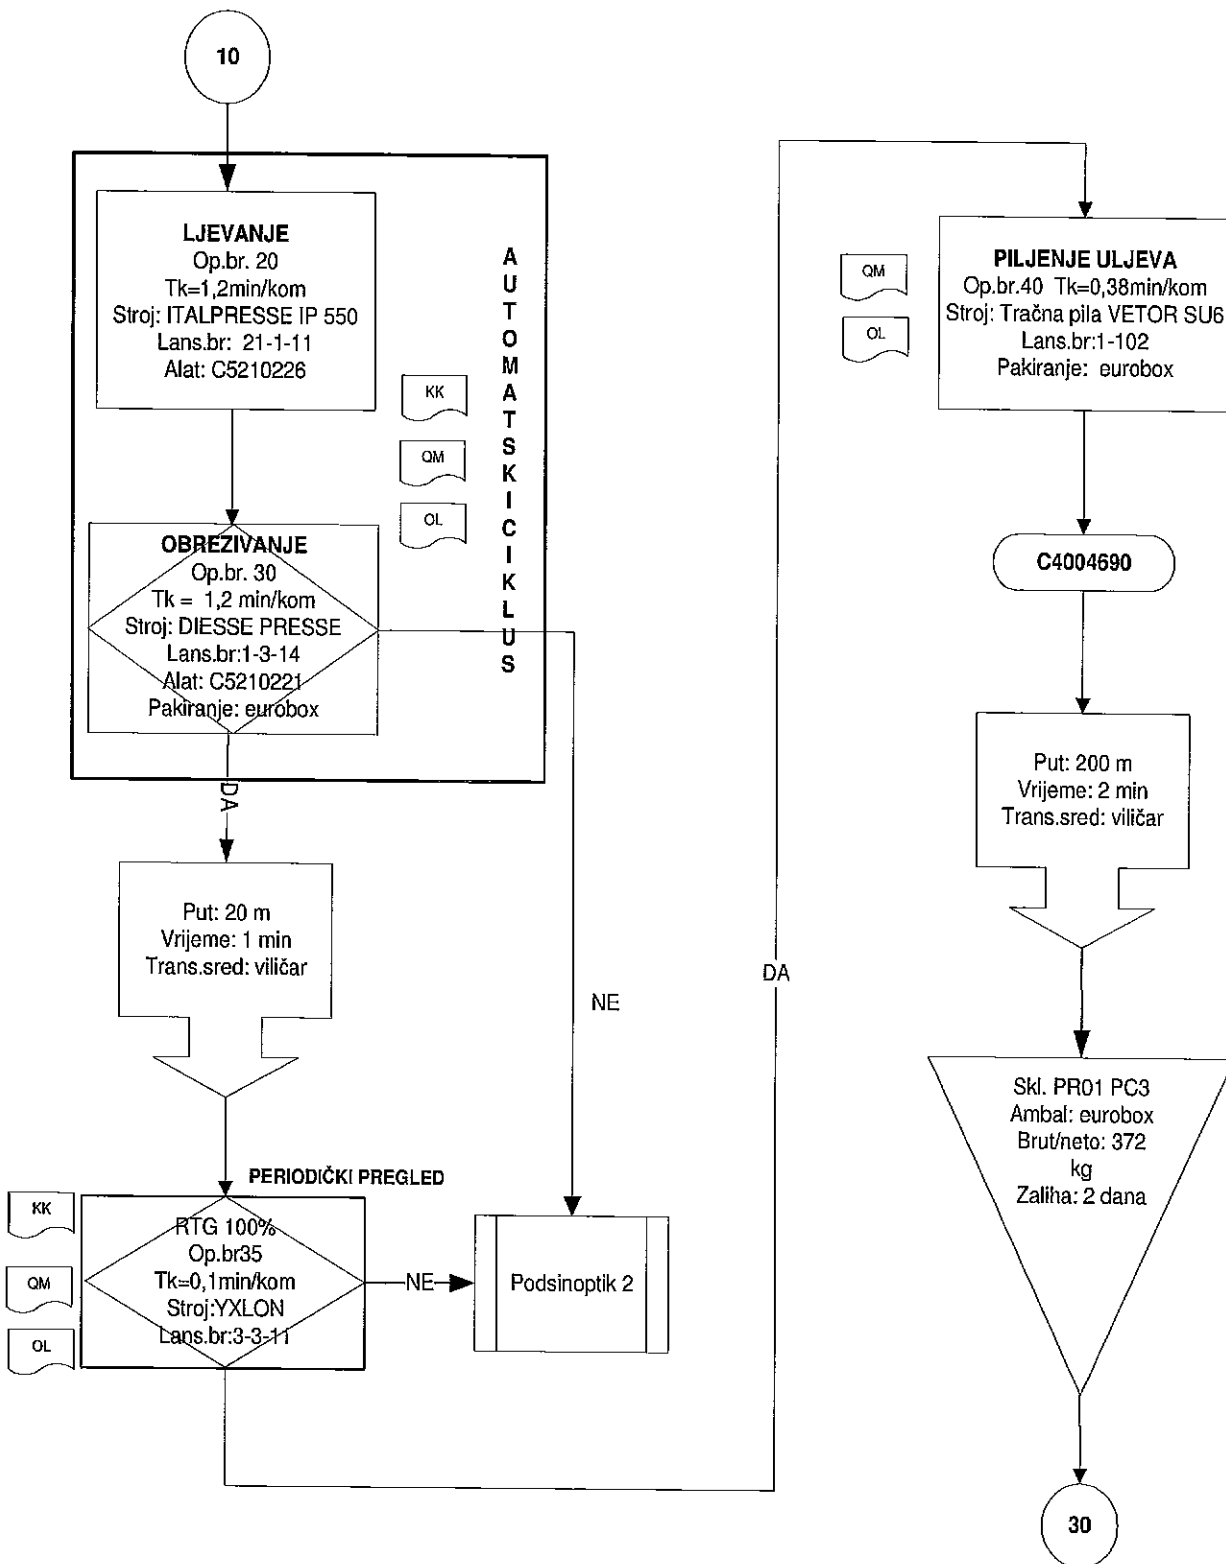 10
LJEVANJE
Op.br. 20
Tk=1,2min/kom
Stroj: ITALPRESSE IP 550
Lans.br: 21-1-11
Alat: C5210226
AUTOMATSKI CIKLUS
KK
QM
OL
OBREZIVANJE
Op.br. 30
Tk = 1,2 min/kom
Stroj: DIESSE PRESSE
Lans.br:1-3-14
Alat: C5210221
Pakiranje: eurobox
DA
NE
Put: 20 m
Vrijeme: 1 min
Trans.sred: viličar
PERIODIČKI PREGLED
KK
QM
OL
RTG 100%
Op.br35
Tk=0,1min/kom
Stroj:YXLON
Lans.br:3-3-11
NE
Podsinoptik 2
DA
QM
OL
PILJENJE ULJEVA
Op.br.40 Tk=0,38min/kom
Stroj: Tračna pila VETOR SU6
Lans.br:1-102
Pakiranje: eurobox
C4004690
Put: 200 m
Vrijeme: 2 min
Trans.sred: viličar
Skl. PR01 PC3
Ambal: eurobox
Brut/neto: 372
kg
Zaliha: 2 dana
30